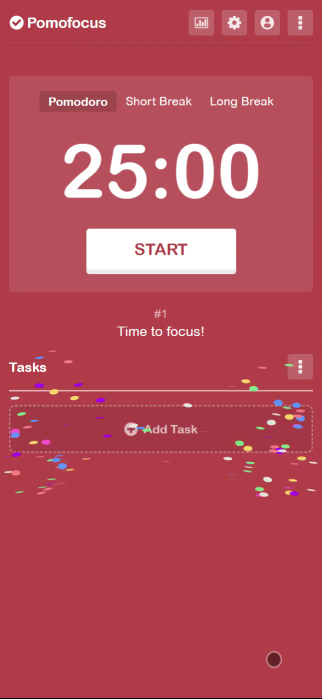 Pomofocus
Pomodoro Short Break Long Break
25:00
START
#1
Time to focus!
Tasks
Add Task